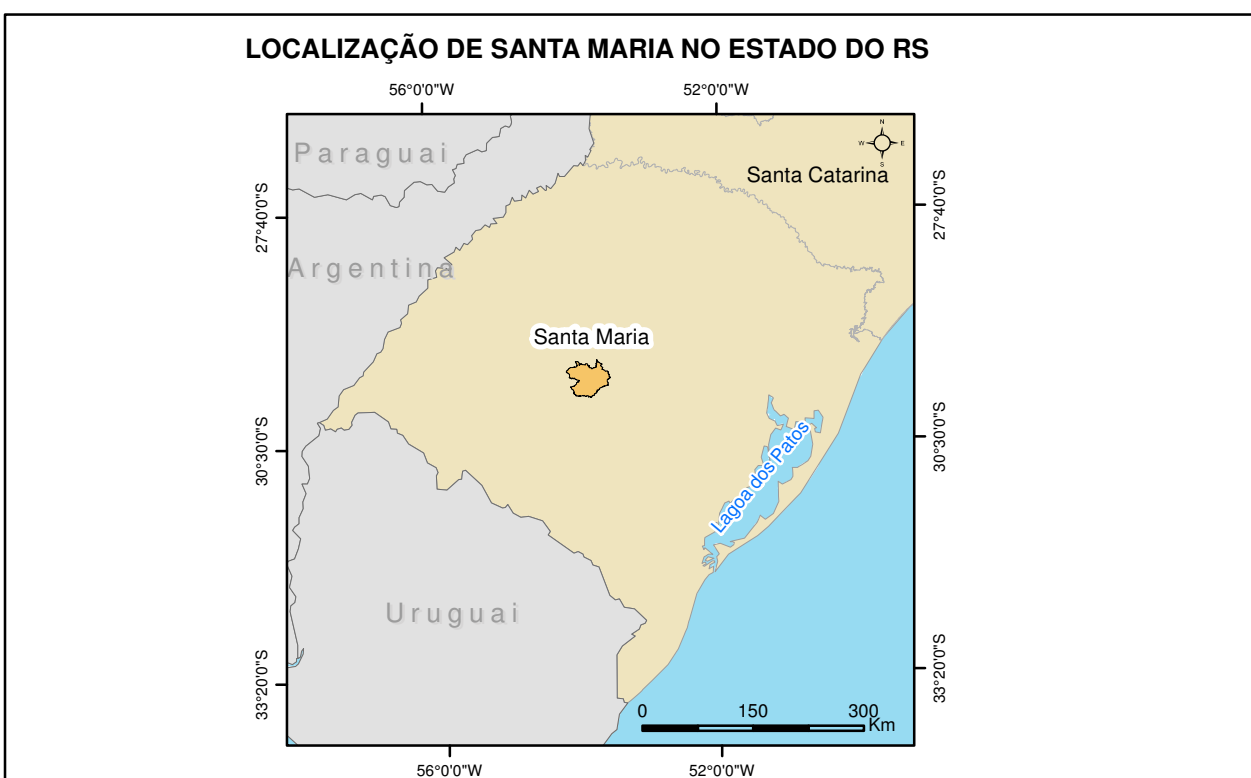 LOCALIZAÇÃO DE SANTA MARIA NO ESTADO DO RS
56°0'0"W
52°0'0"W
N
W
E
S
Paraguai
Santa Catarina
27°40'0"S
27°40'0"S
Argentina
Santa Maria
30°30'0"S
30°30'0"S
Lagoa dos Patos
Uruguai
33°20'0"S
33°20'0"S
0 150 300
Km
56°0'0"W
52°0'0"W